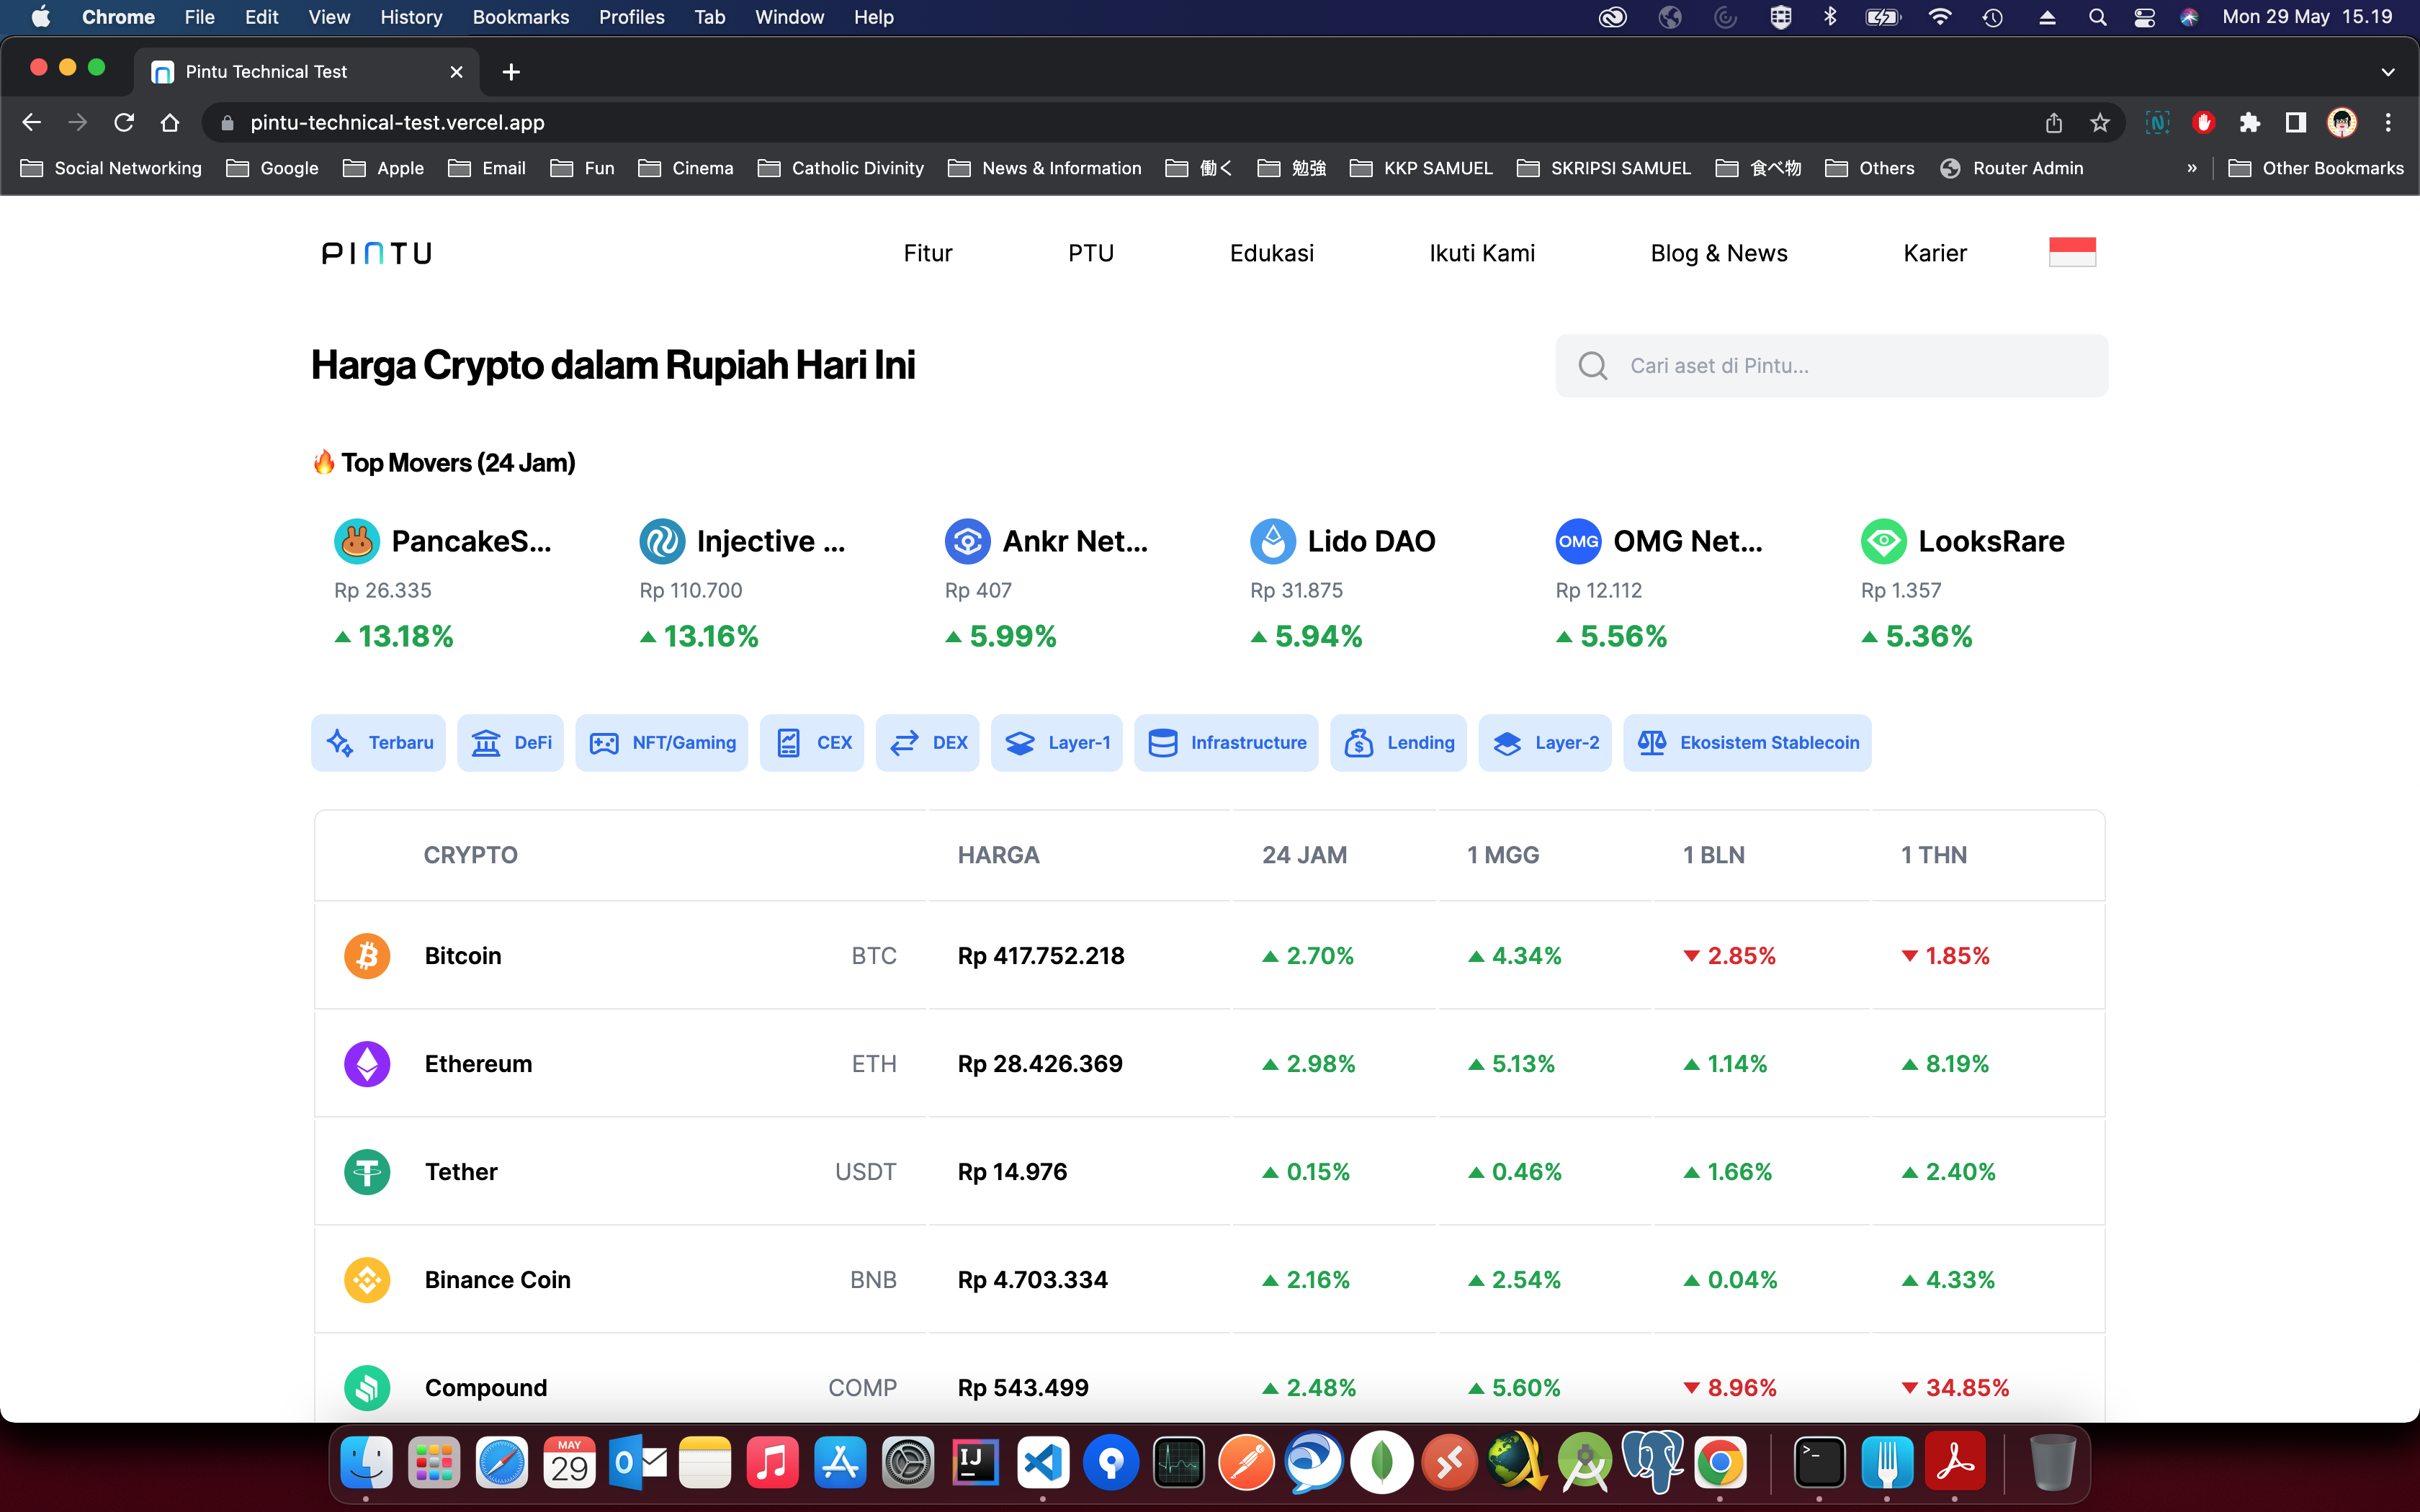 Chrome File Edit View History Bookmarks Profiles Tab Window Help Mon 29 May 15.19
Pintu Technical Test
pintu-technical-test.vercel.app
Social Networking Google Apple Email Fun Cinema Catholic Divinity News & Information 働く 勉強 KKP SAMUEL SKRIPSI SAMUEL 食べ物 Others Router Admin » Other Bookmarks
PINTU Fitur PTU Edukasi Ikuti Kami Blog & News Karier
Harga Crypto dalam Rupiah Hari Ini Cari aset di Pintu...
Top Movers (24 Jam)
PancakeS... Injective ... Ankr Net... Lido DAO OMG OMG Net... LooksRare
Rp 26.335 Rp 110.700 Rp 407 Rp 31.875 Rp 12.112 Rp 1.357
13.18% 13.16% 5.99% 5.94% 5.56% 5.36%
Terbaru DeFi NFT/Gaming CEX DEX Layer-1 Infrastructure Lending Layer-2 Ekosistem Stablecoin
CRYPTO HARGA 24 JAM 1 MGG 1 BLN 1 THN
Bitcoin BTC Rp 417.752.218 2.70% 4.34% 2.85% 1.85%
Ethereum ETH Rp 28.426.369 2.98% 5.13% 1.14% 8.19%
Tether USDT Rp 14.976 0.15% 0.46% 1.66% 2.40%
Binance Coin BNB Rp 4.703.334 2.16% 2.54% 0.04% 4.33%
Compound COMP Rp 543.499 2.48% 5.60% 8.96% 34.85%
MAY
29 IJ